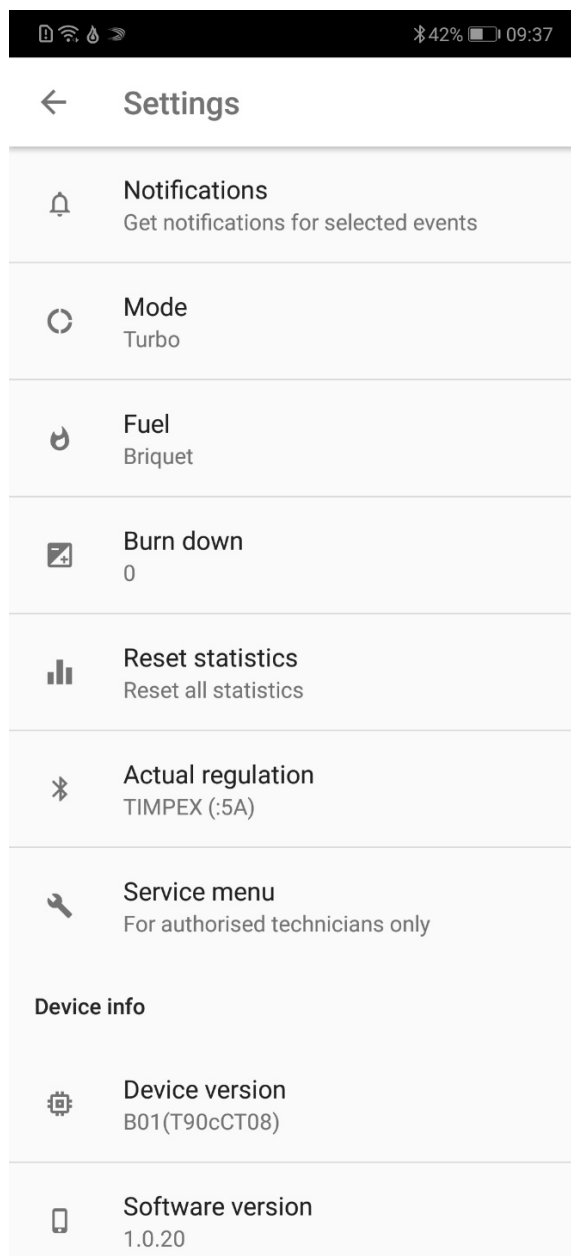 42% 09:37
Settings
Notifications
Get notifications for selected events
Mode
Turbo
Fuel
Briquet
Burn down
0
Reset statistics
Reset all statistics
Actual regulation
TIMPEX (:5A)
Service menu
For authorised technicians only
Device info
Device version
B01(T90cCT08)
Software version
1.0.20